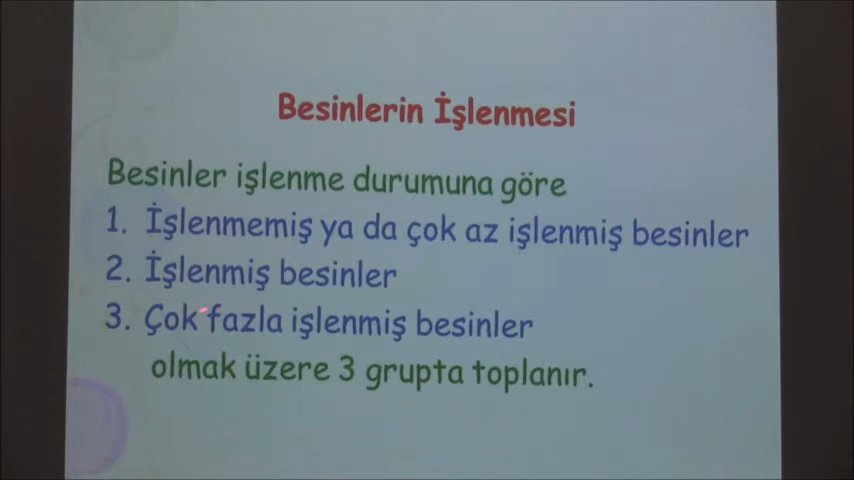 Besinlerin İşlenmesi
Besinler işlenme durumuna göre
1. İşlenmemiş ya da çok az işlenmiş besinler
2. İşlenmiş besinler
3. Çok fazla işlenmiş besinler
olmak üzere 3 grupta toplanır.